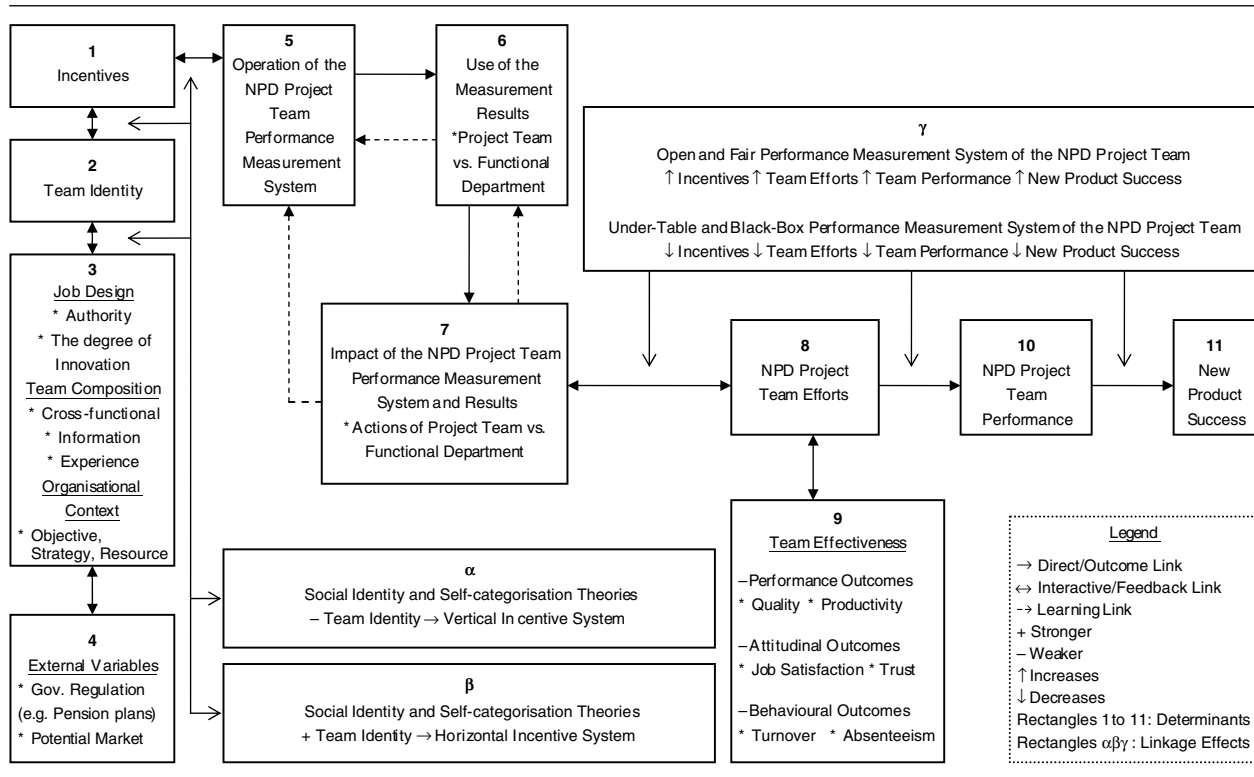 1
Incentives
2
Team Identity
3
Job Design
* Authority
* The degree of
Innovation
Team Composition
* Cross-functional
* Information
* Experience
Organisational
Context
* Objective,
Strategy, Resource
4
External Variables
* Gov. Regulation
(e.g. Pension plans)
* Potential Market
5
Operation of the
NPD Project
Team
Performance
Measurement
System
6
Use of the
Measurement
Results
*Project Team
vs. Functional
Department
7
Impact of the NPD Project Team
Performance Measurement
System and Results
* Actions of Project Team vs.
Functional Department
γ
Open and Fair Performance Measurement System of the NPD Project Team
↑ Incentives ↑ Team Efforts ↑ Team Performance ↑ New Product Success
Under-Table and Black-Box Performance Measurement System of the NPD Project Team
↓ Incentives ↓ Team Efforts ↓ Team Performance ↓ New Product Success
8
NPD Project
Team Efforts
10
NPD Project
Team
Performance
11
New
Product
Success
9
Team Effectiveness
–Performance Outcomes
* Quality * Productivity
–Attitudinal Outcomes
* Job Satisfaction * Trust
–Behavioural Outcomes
* Turnover * Absenteeism
α
Social Identity and Self-categorisation Theories
– Team Identity → Vertical Incentive System
β
Social Identity and Self-categorisation Theories
+ Team Identity → Horizontal Incentive System
Legend
→ Direct/Outcome Link
↔ Interactive/Feedback Link
⇢ Learning Link
+ Stronger
– Weaker
↑ Increases
↓ Decreases
Rectangles 1 to 11: Determinants
Rectangles αβγ : Linkage Effects